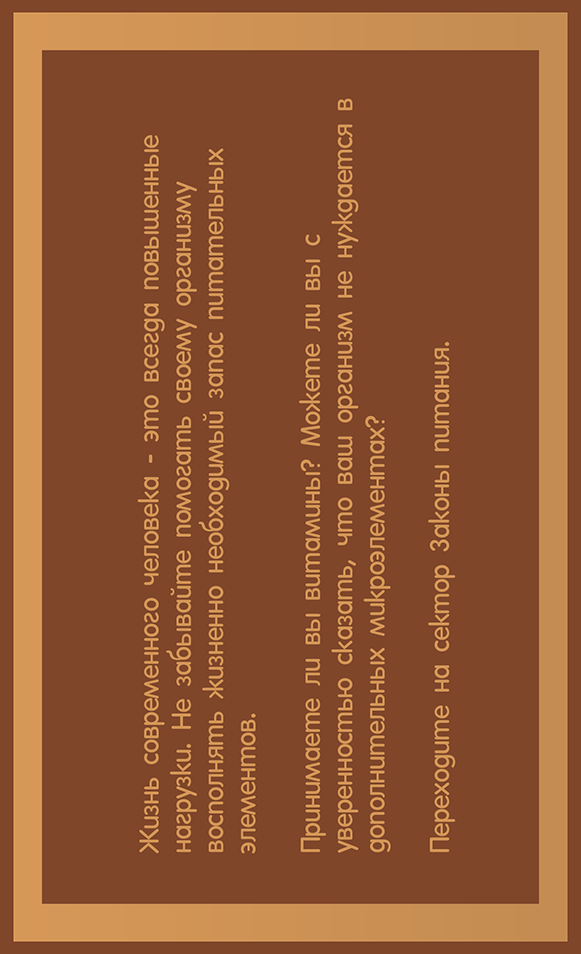 Жизнь современного человека - это всегда повышенные
нагрузки. Не забывайте помогать своему организму
восполнять жизненно необходимый запас питательных
элементов.
Принимаете ли вы витамины? Можете ли вы с
уверенностью сказать, что ваш организм не нуждается в
дополнительных микроэлементах?
Переходите на сектор Законы питания.